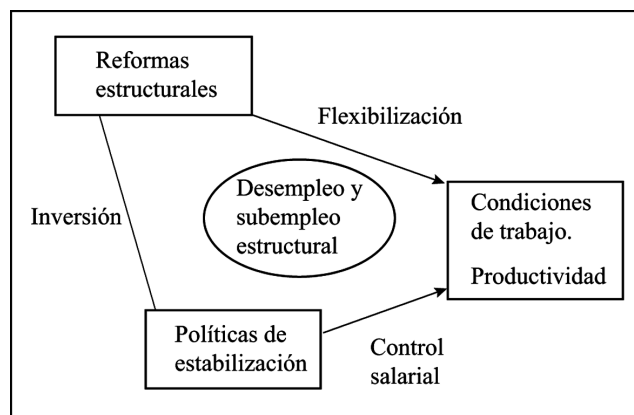 Reformas
estructurales
Flexibilización
Desempleo y
subempleo
estructural
Inversión
Condiciones
de trabajo.
Productividad
Políticas de
estabilización
Control
salarial